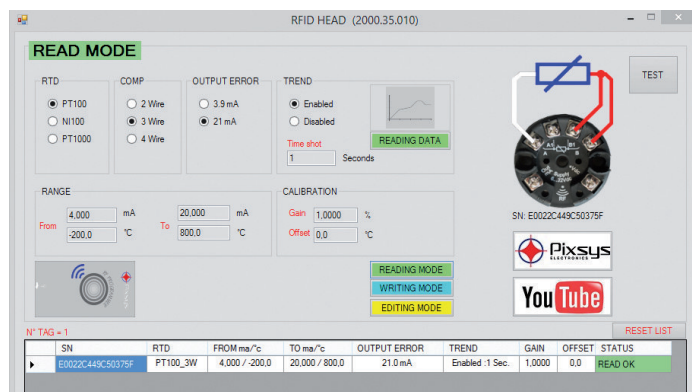 RFID HEAD (2000.35.010)
READ MODE
RTD
PT100
NI100
PT1000
COMP
2 Wire
3 Wire
4 Wire
OUTPUT ERROR
3.9 mA
21 mA
TREND
Enabled
Disabled
Time shot
1 Seconds
READING DATA
TEST
A1 B1
A B
Supply
RF
SN: E0022C449C50375F
RANGE
From
4,000 mA
-200,0 °C
To
20,000 mA
800,0 °C
CALIBRATION
Gain 1,0000 %
Offset 0,0 °C
Pixsys
ELECTRONICS
READING MODE
WRITING MODE
EDITING MODE
YouTube
N° TAG = 1
RESET LIST
SN RTD FROM ma/°c TO ma/°c OUTPUT ERROR TREND GAIN OFFSET STATUS
E0022C449C50375F PT100_3W 4,000 / -200,0 20,000 / 800,0 21.0 mA Enabled :1 Sec. 1,0000 0,0 READ OK